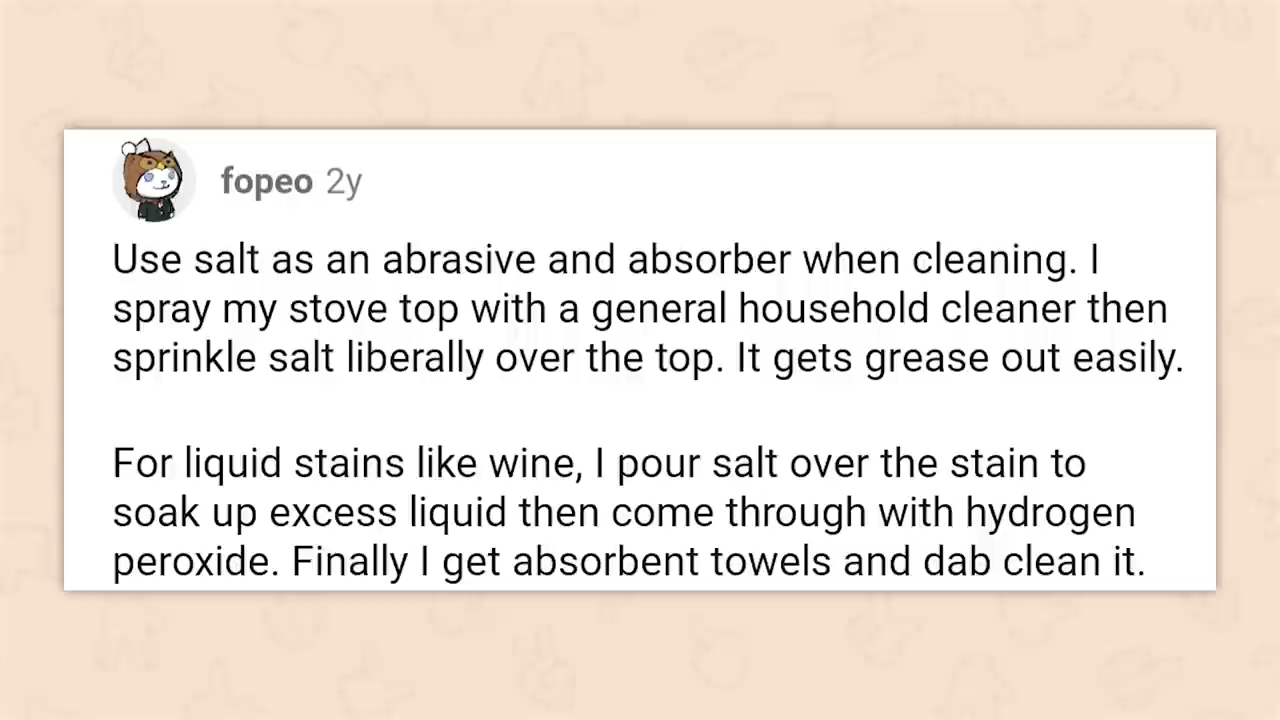 fopeo 2y
Use salt as an abrasive and absorber when cleaning. I
spray my stove top with a general household cleaner then
sprinkle salt liberally over the top. It gets grease out easily.
For liquid stains like wine, I pour salt over the stain to
soak up excess liquid then come through with hydrogen
peroxide. Finally I get absorbent towels and dab clean it.